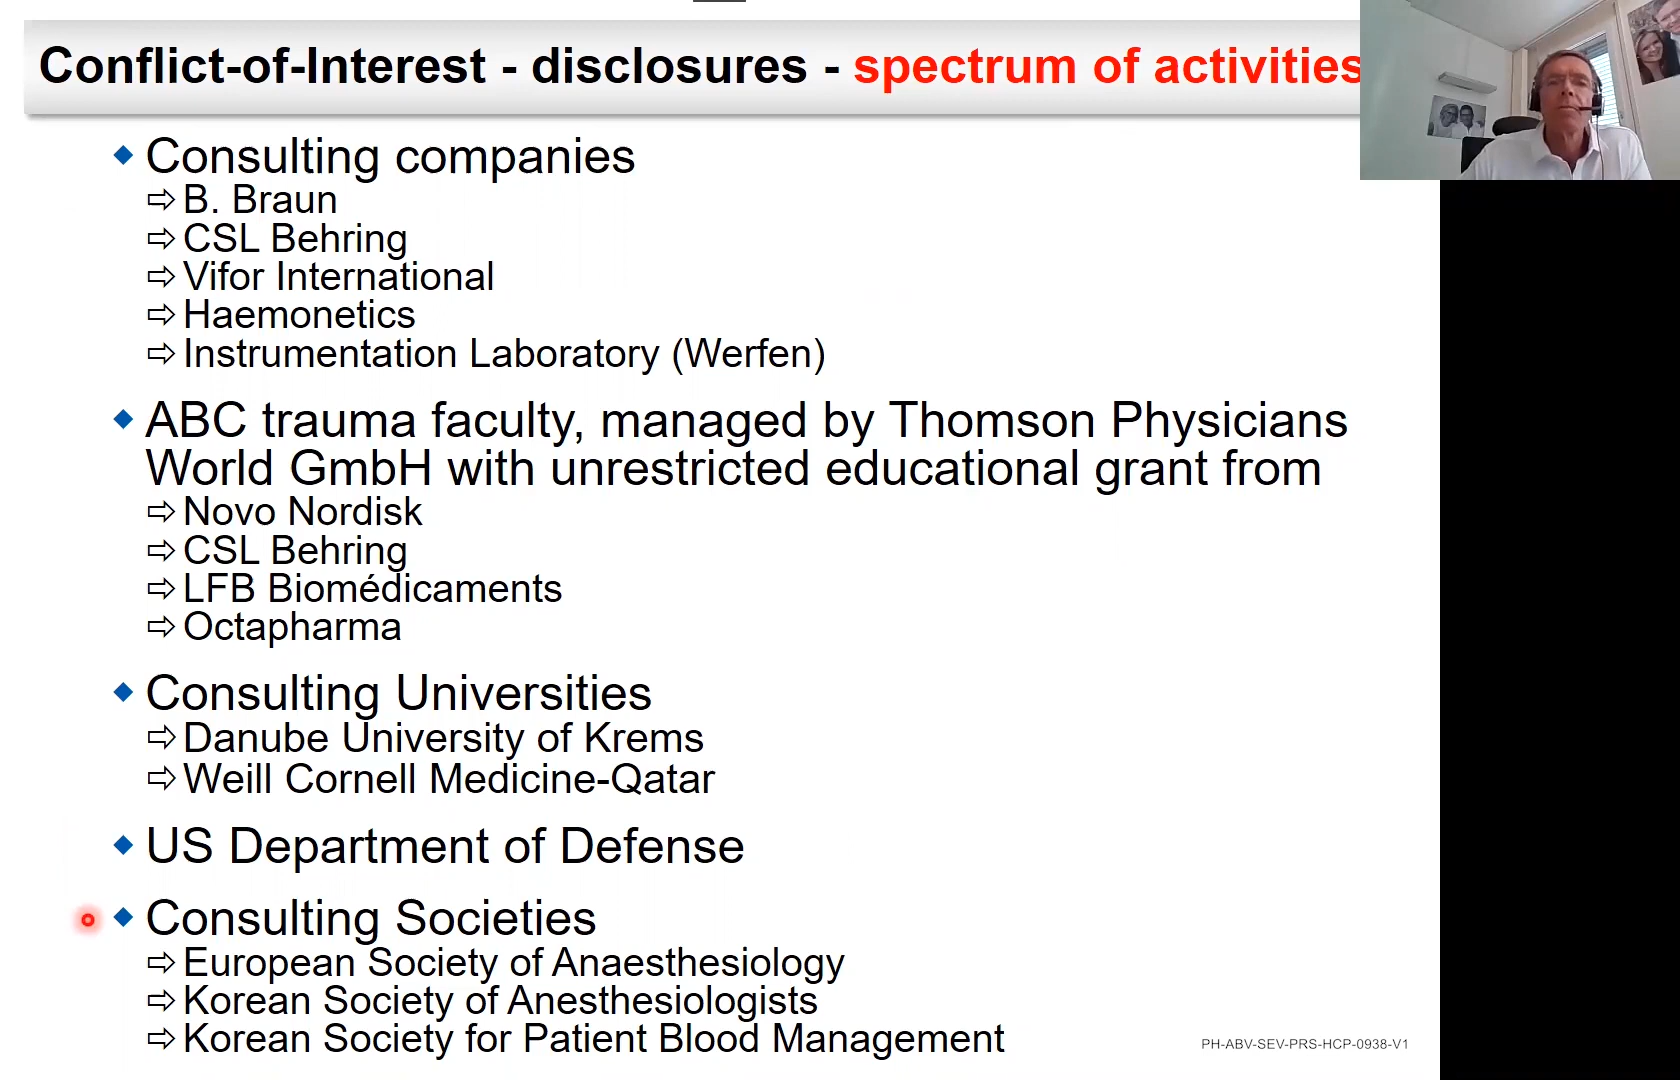 Conflict-of-Interest - disclosures - spectrum of activities
Consulting companies
B. Braun
CSL Behring
Vifor International
Haemonetics
Instrumentation Laboratory (Werfen)
ABC trauma faculty, managed by Thomson Physicians
World GmbH with unrestricted educational grant from
Novo Nordisk
CSL Behring
LFB Biomédicaments
Octapharma
Consulting Universities
Danube University of Krems
Weill Cornell Medicine-Qatar
US Department of Defense
Consulting Societies
European Society of Anaesthesiology
Korean Society of Anesthesiologists
Korean Society for Patient Blood Management
PH-ABV-SEV-PRS-HCP-0938-V1